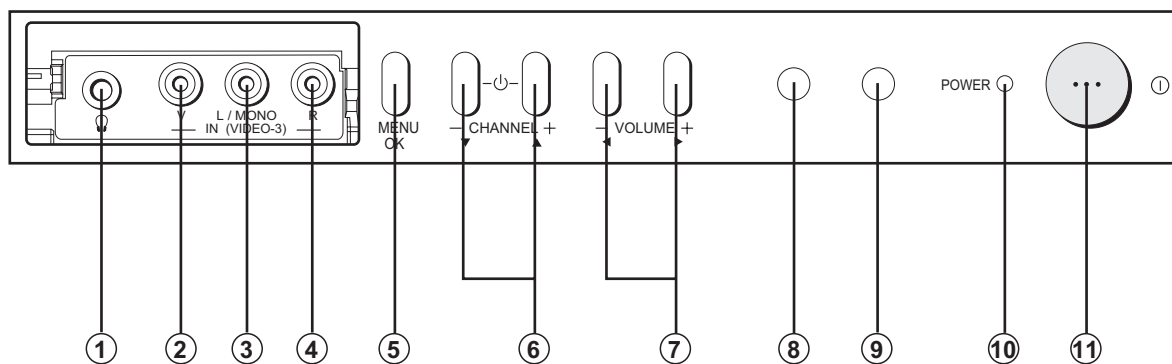 V L / MONO R
IN (VIDEO-3)
MENU
OK
− CHANNEL +
− VOLUME +
POWER
1 2 3 4 5 6 7 8 9 10 11